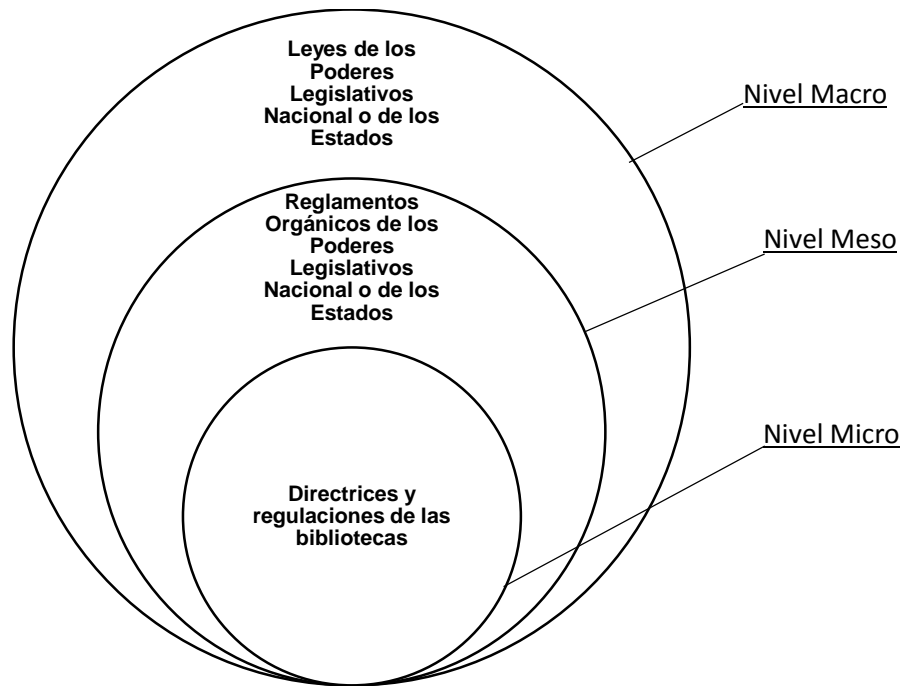 Leyes de los
Poderes
Legislativos
Nacional o de los
Estados
Nivel Macro
Reglamentos
Orgánicos de los
Poderes
Legislativos
Nacional o de los
Estados
Nivel Meso
Nivel Micro
Directrices y
regulaciones de las
bibliotecas